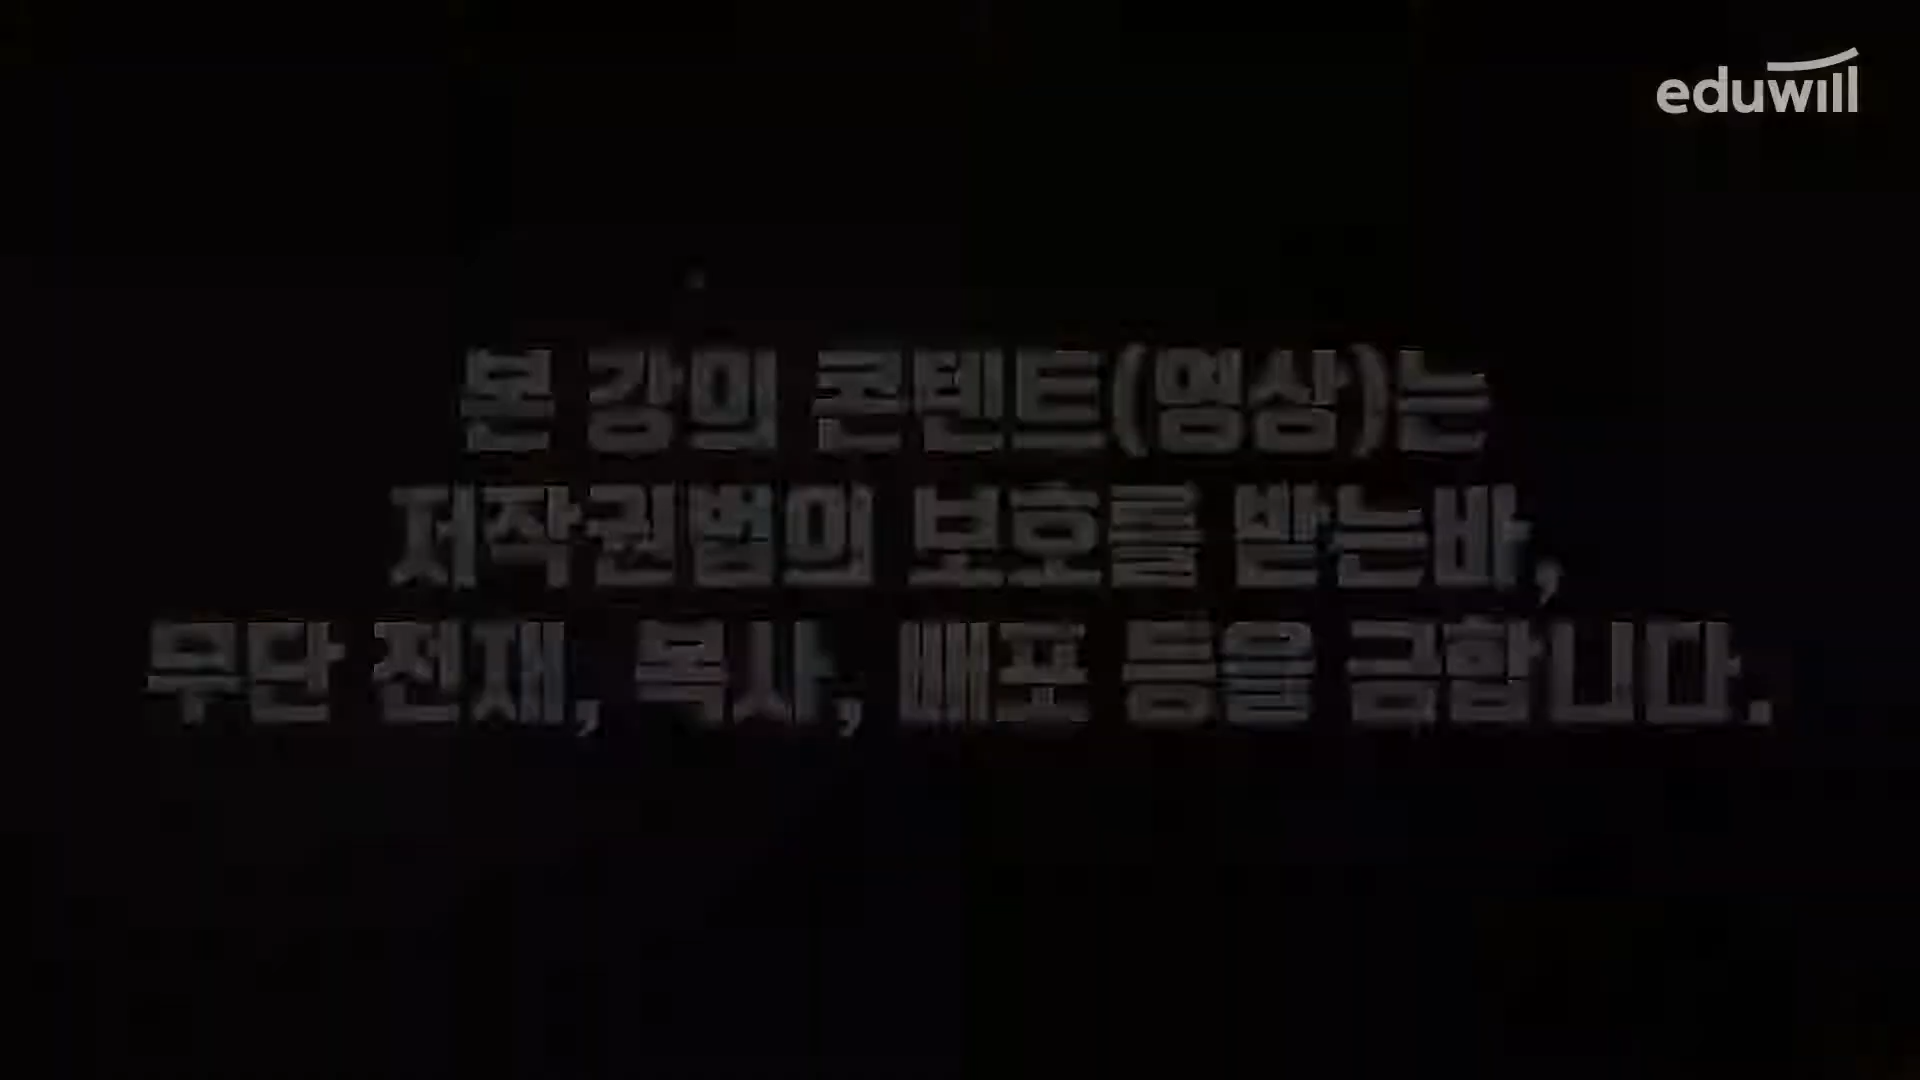 eduwill
본 강의 콘텐트(영상)는
저작권법의 보호를 받는바,
무단 전재, 복사, 배포 등을 금합니다.